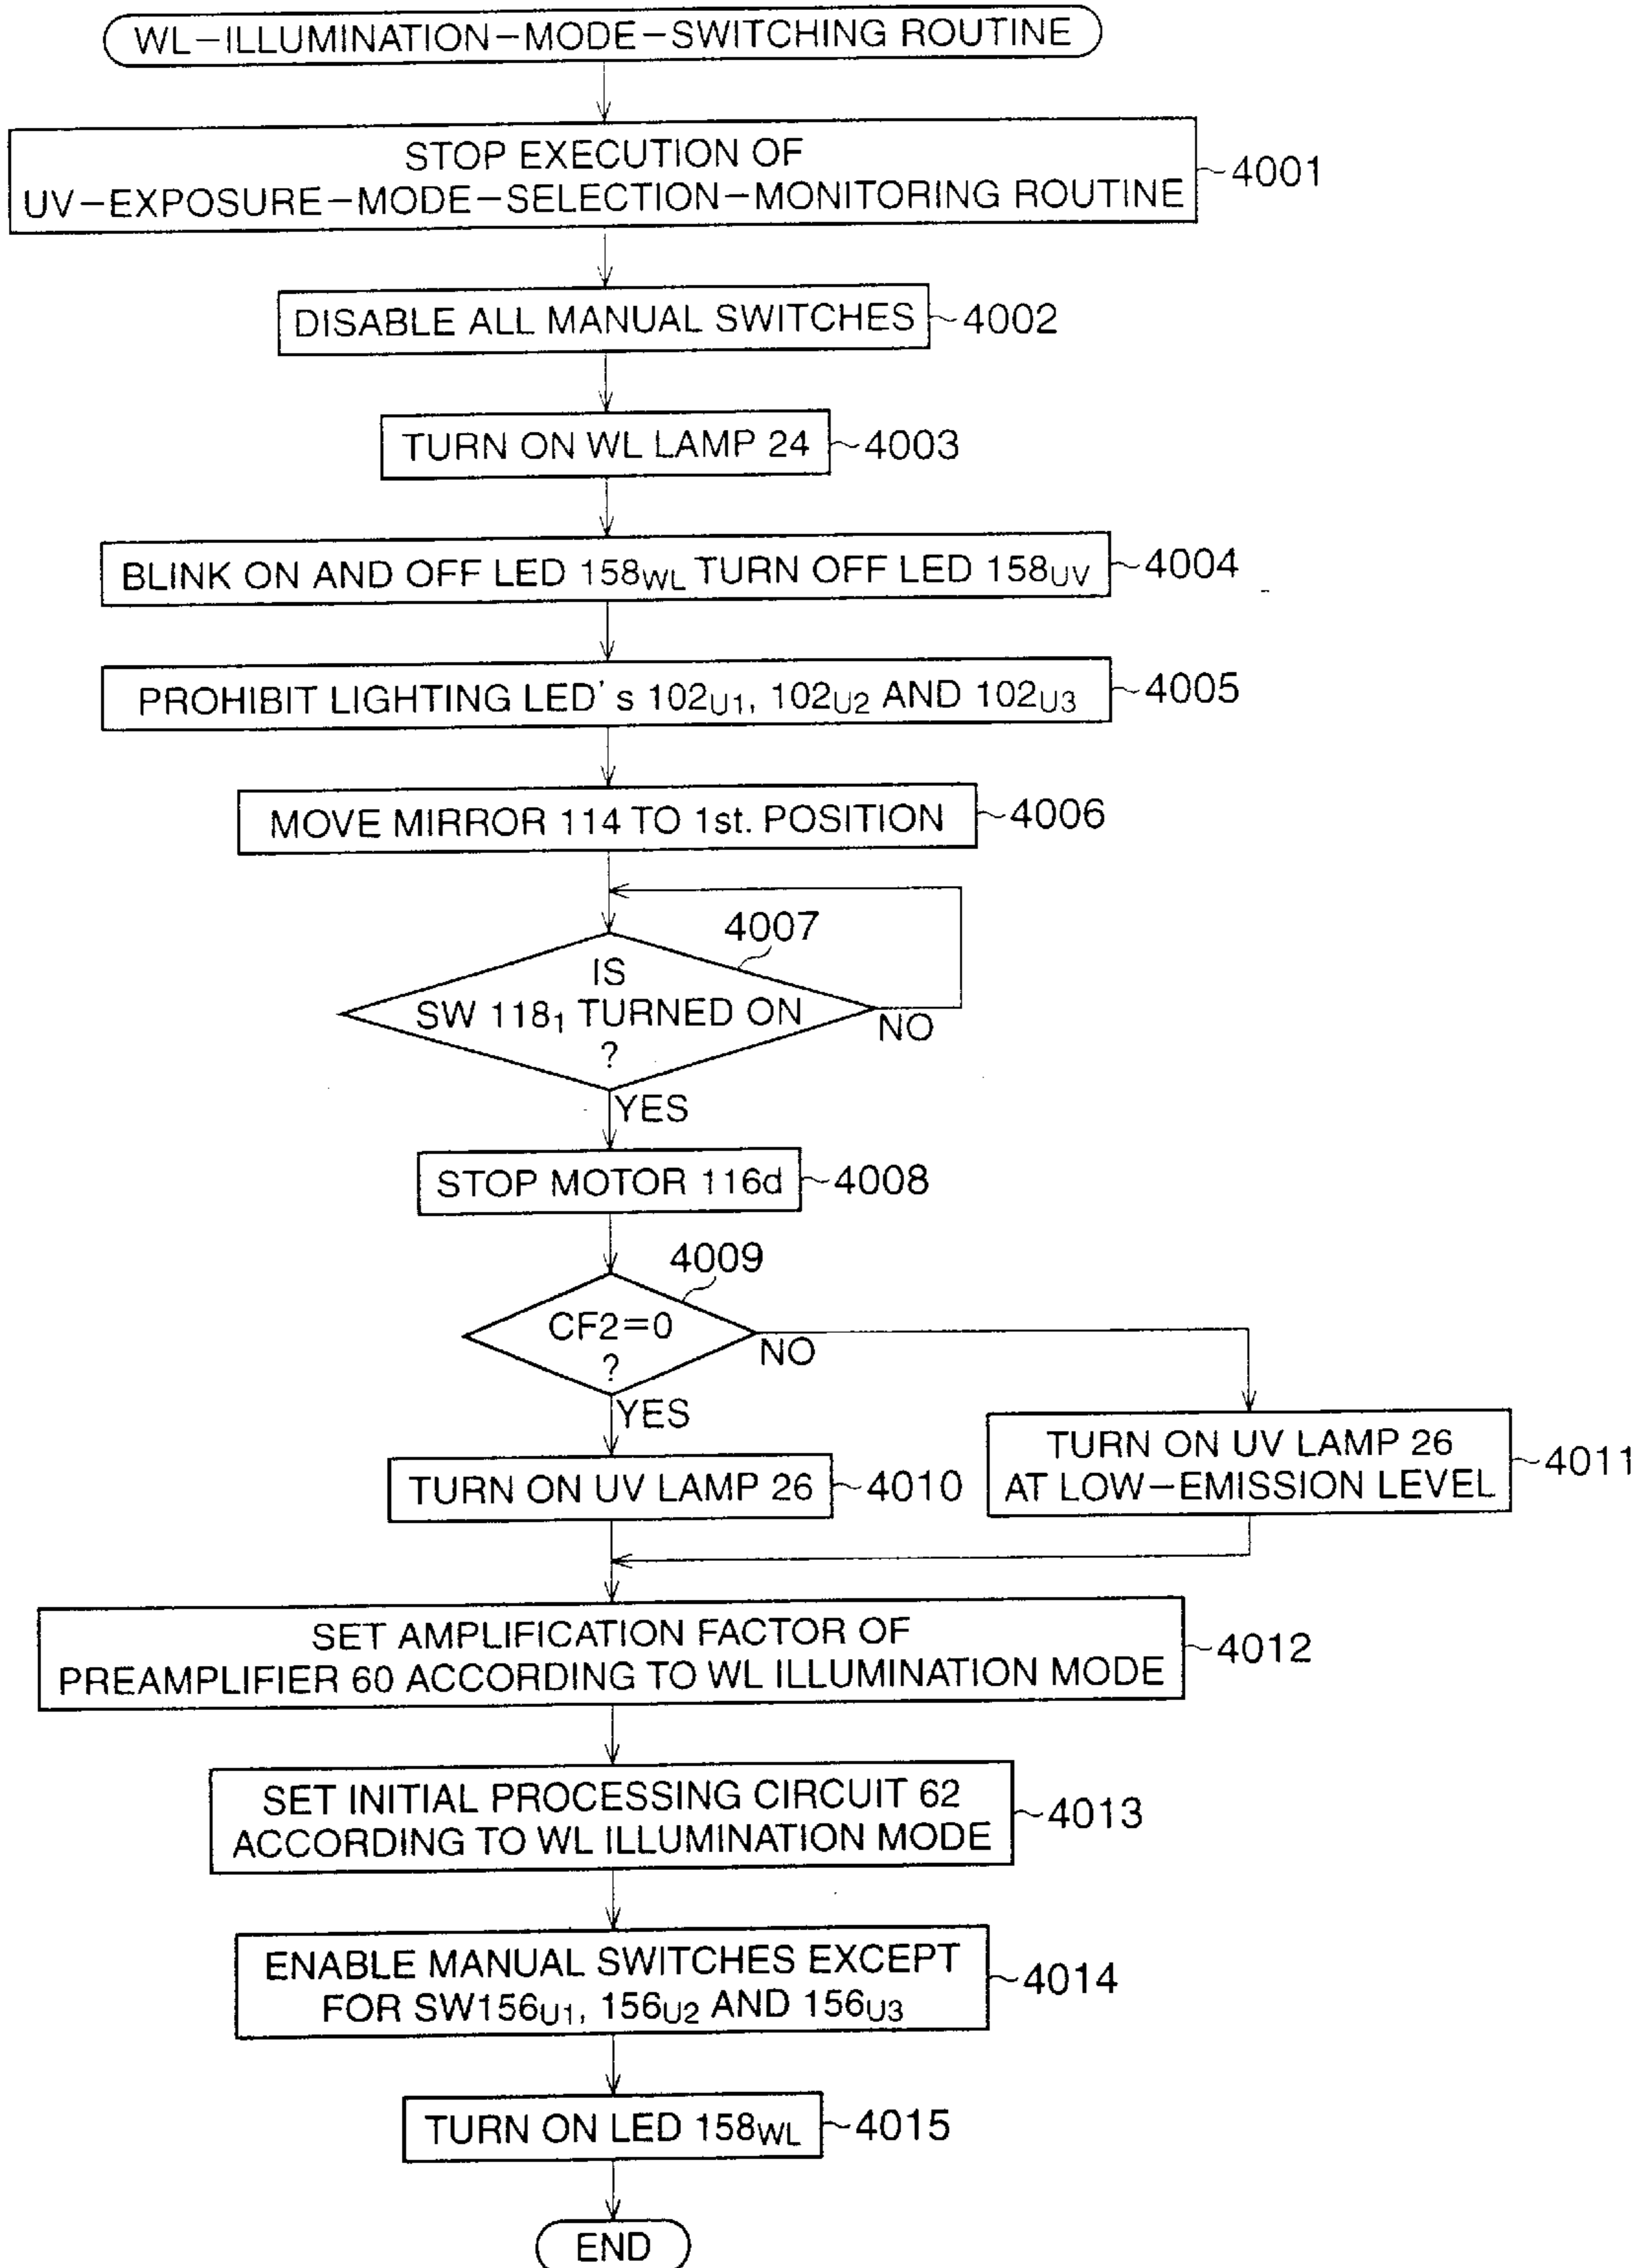 WL-ILLUMINATION-MODE-SWITCHING ROUTINE
STOP EXECUTION OF
UV-EXPOSURE-MODE-SELECTION-MONITORING ROUTINE
4001
DISABLE ALL MANUAL SWITCHES
4002
TURN ON WL LAMP 24
4003
BLINK ON AND OFF LED 158WL TURN OFF LED 158UV
4004
PROHIBIT LIGHTING LED's 102U1, 102U2 AND 102U3
4005
MOVE MIRROR 114 TO 1st. POSITION
4006
4007
IS
SW 1181 TURNED ON
?
NO
YES
STOP MOTOR 116d
4008
4009
CF2=0
?
NO
YES
TURN ON UV LAMP 26
4010
TURN ON UV LAMP 26
AT LOW-EMISSION LEVEL
4011
SET AMPLIFICATION FACTOR OF
PREAMPLIFIER 60 ACCORDING TO WL ILLUMINATION MODE
4012
SET INITIAL PROCESSING CIRCUIT 62
ACCORDING TO WL ILLUMINATION MODE
4013
ENABLE MANUAL SWITCHES EXCEPT
FOR SW156U1, 156U2 AND 156U3
4014
TURN ON LED 158WL
4015
END